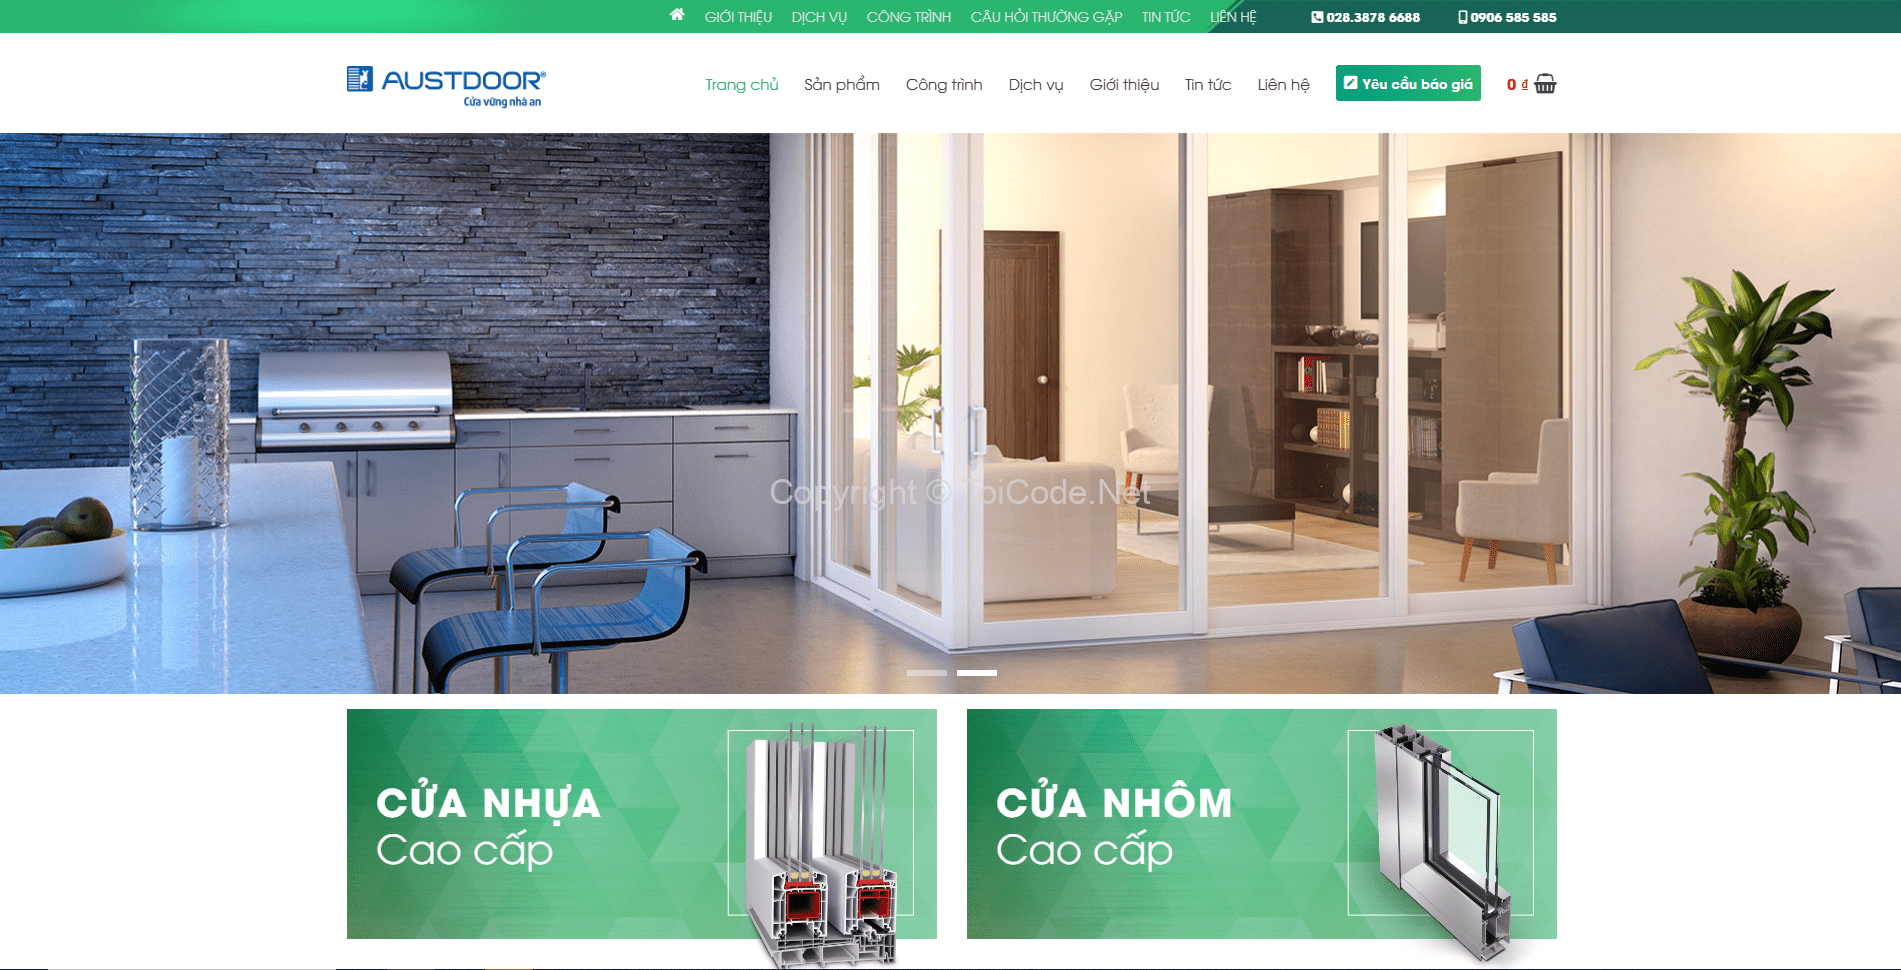 GIỚI THIỆU DỊCH VỤ CÔNG TRÌNH CÂU HỎI THƯỜNG GẶP TIN TỨC LIÊN HỆ 028.3878 6688 0906 585 585
AUSTDOOR®
Cửa vững nhà an
Trang chủ Sản phẩm Công trình Dịch vụ Giới thiệu Tin tức Liên hệ Yêu cầu báo giá 0 ₫
Copyright © ToiCode.Net
CỬA NHỰA
Cao cấp
CỬA NHÔM
Cao cấp